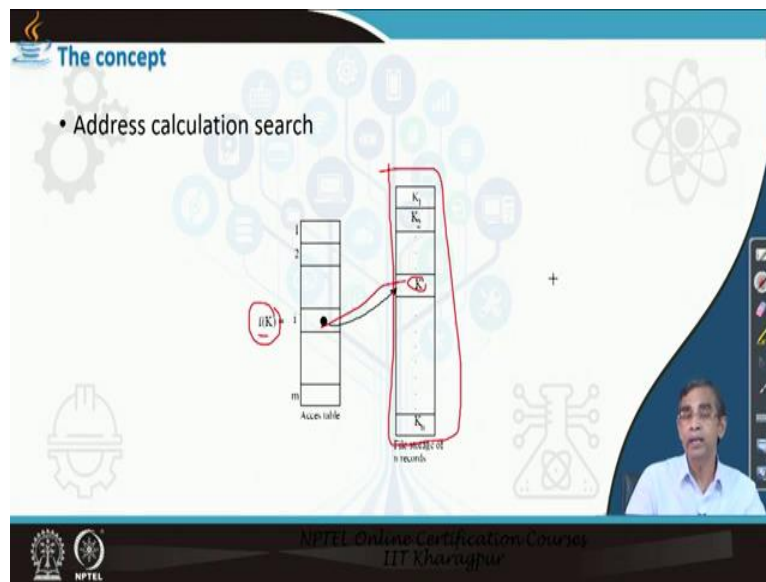 The concept
• Address calculation search
K1
K2
1
2
K
f(K) = i
m
Acces table
Kn
File storage of
n records
NPTEL Online Certification Courses
IIT Kharagpur
NPTEL